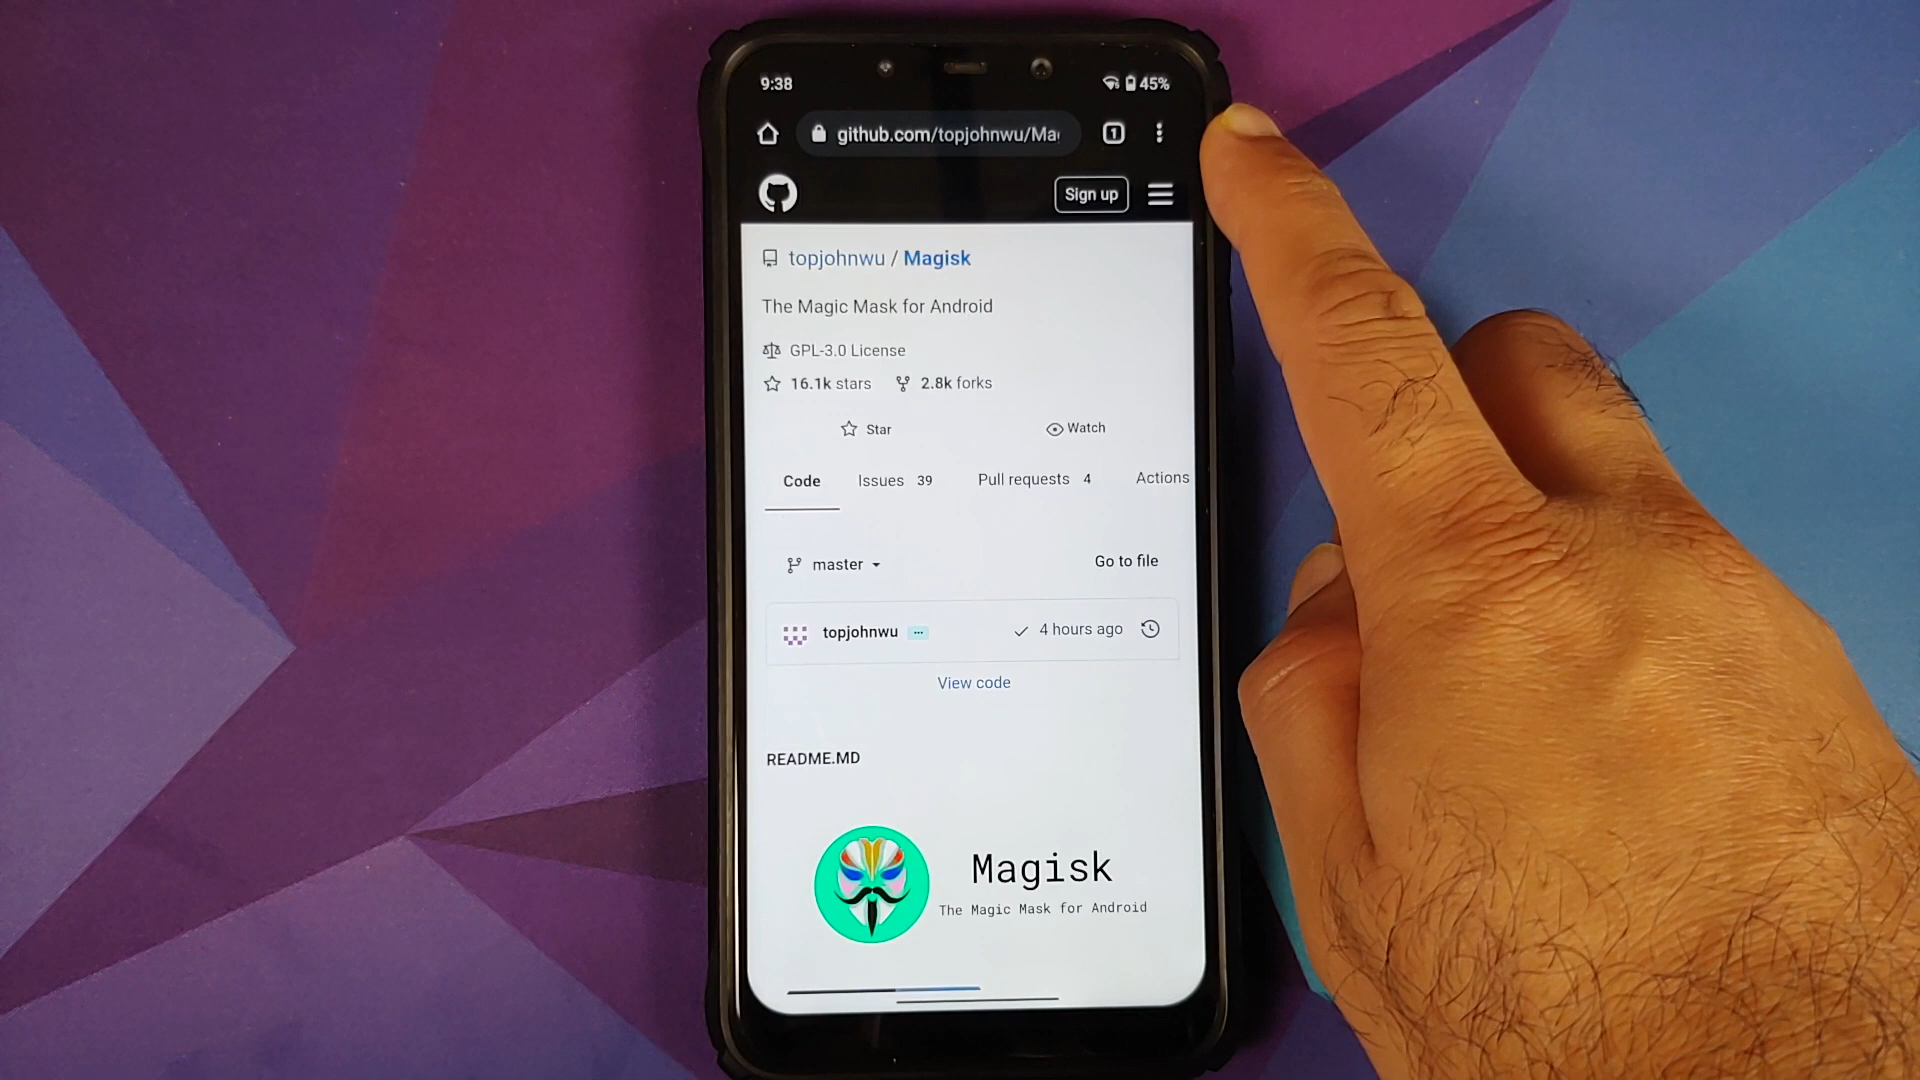 9:38 45%
github.com/topjohnwu/Ma
1
Sign up
topjohnwu / Magisk
The Magic Mask for Android
GPL-3.0 License
16.1k stars 2.8k forks
Star Watch
Code Issues 39 Pull requests 4 Actions
master Go to file
topjohnwu ... 4 hours ago
View code
README.MD
Magisk
The Magic Mask for Android